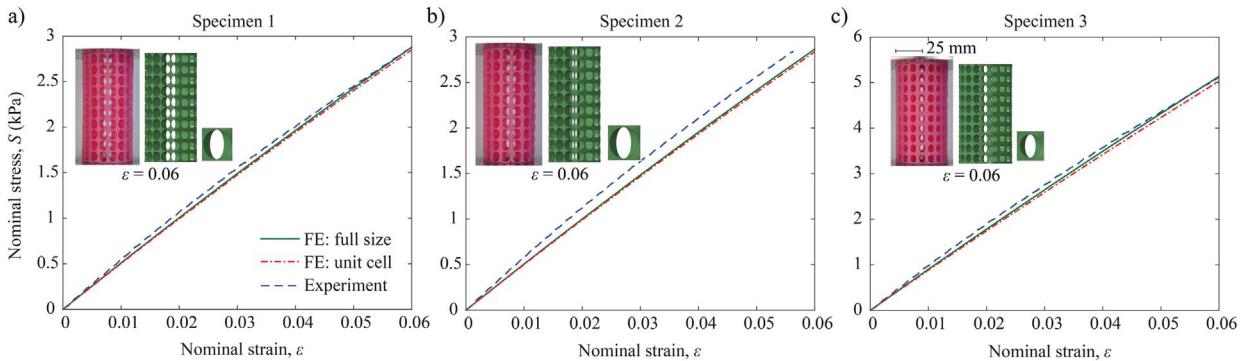 a)
Specimen 1
Nominal stress, S (kPa)
3
2.5
2
1.5
1
0.5
0
ε = 0.06
FE: full size
FE: unit cell
Experiment
0 0.01 0.02 0.03 0.04 0.05 0.06
Nominal strain, ε
b)
Specimen 2
3
2.5
2
1.5
1
0.5
0
ε = 0.06
0 0.01 0.02 0.03 0.04 0.05 0.06
Nominal strain, ε
c)
Specimen 3
6
5
4
3
2
1
0
25 mm
ε = 0.06
0 0.01 0.02 0.03 0.04 0.05 0.06
Nominal strain, ε